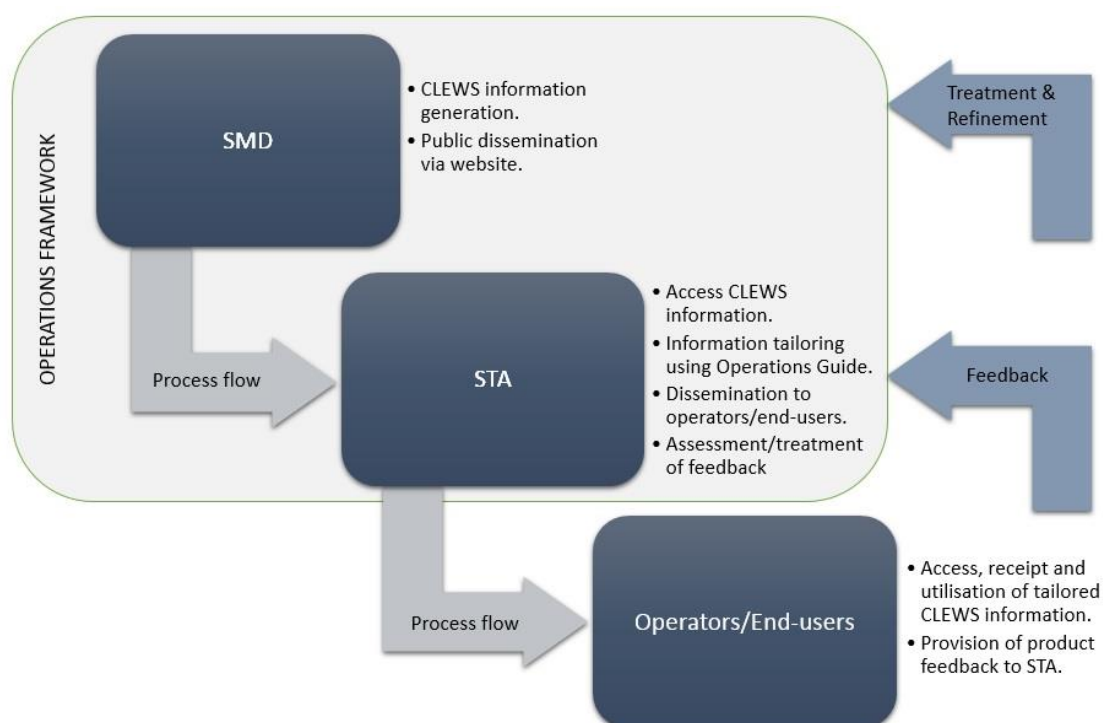 OPERATIONS FRAMEWORK
SMD
• CLEWS information
generation.
• Public dissemination
via website.
Treatment &
Refinement
Process flow
STA
• Access CLEWS
information.
• Information tailoring
using Operations Guide.
• Dissemination to
operators/end-users.
• Assessment/treatment
of feedback
Feedback
Process flow
Operators/End-users
• Access, receipt and
utilisation of tailored
CLEWS information.
• Provision of product
feedback to STA.